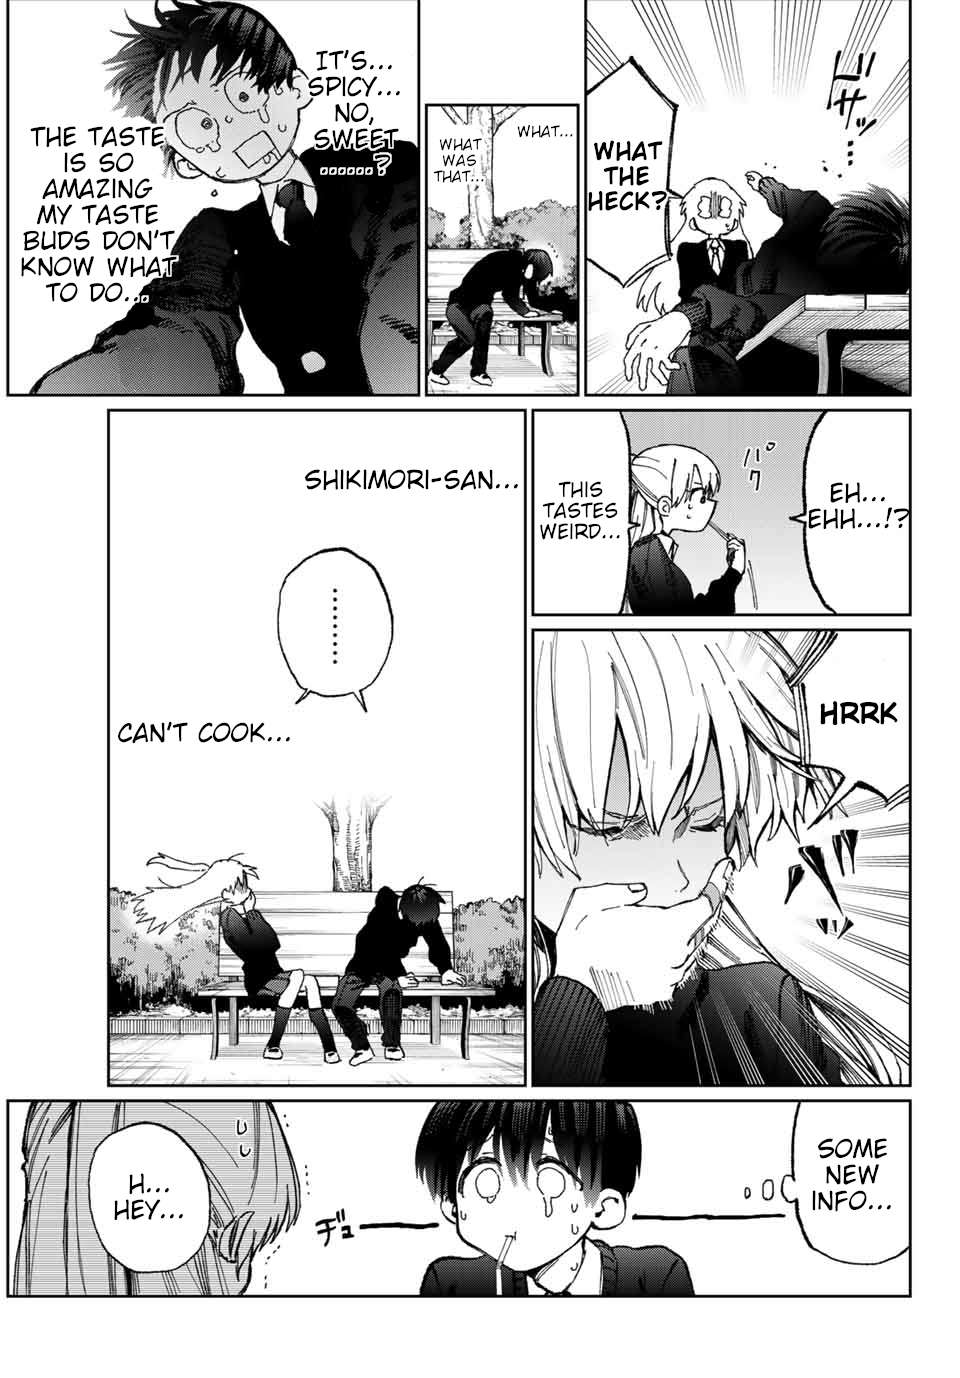 ドサッ…
WHAT
THE
HECK?
WHAT...
WHAT
WAS
THAT...
IT'S...
SPICY...
NO,
SWEET
.......?
THE TASTE
IS SO
AMAZING
MY TASTE
BUDS DON'T
KNOW WHAT
TO DO...
EH...
EHH...!?
パク
THIS
TASTES
WEIRD...
HRRK
SHIKIMORI-SAN...
.........
CAN'T COOK...
SOME
NEW
INFO...
ヂュー
H...
HEY...